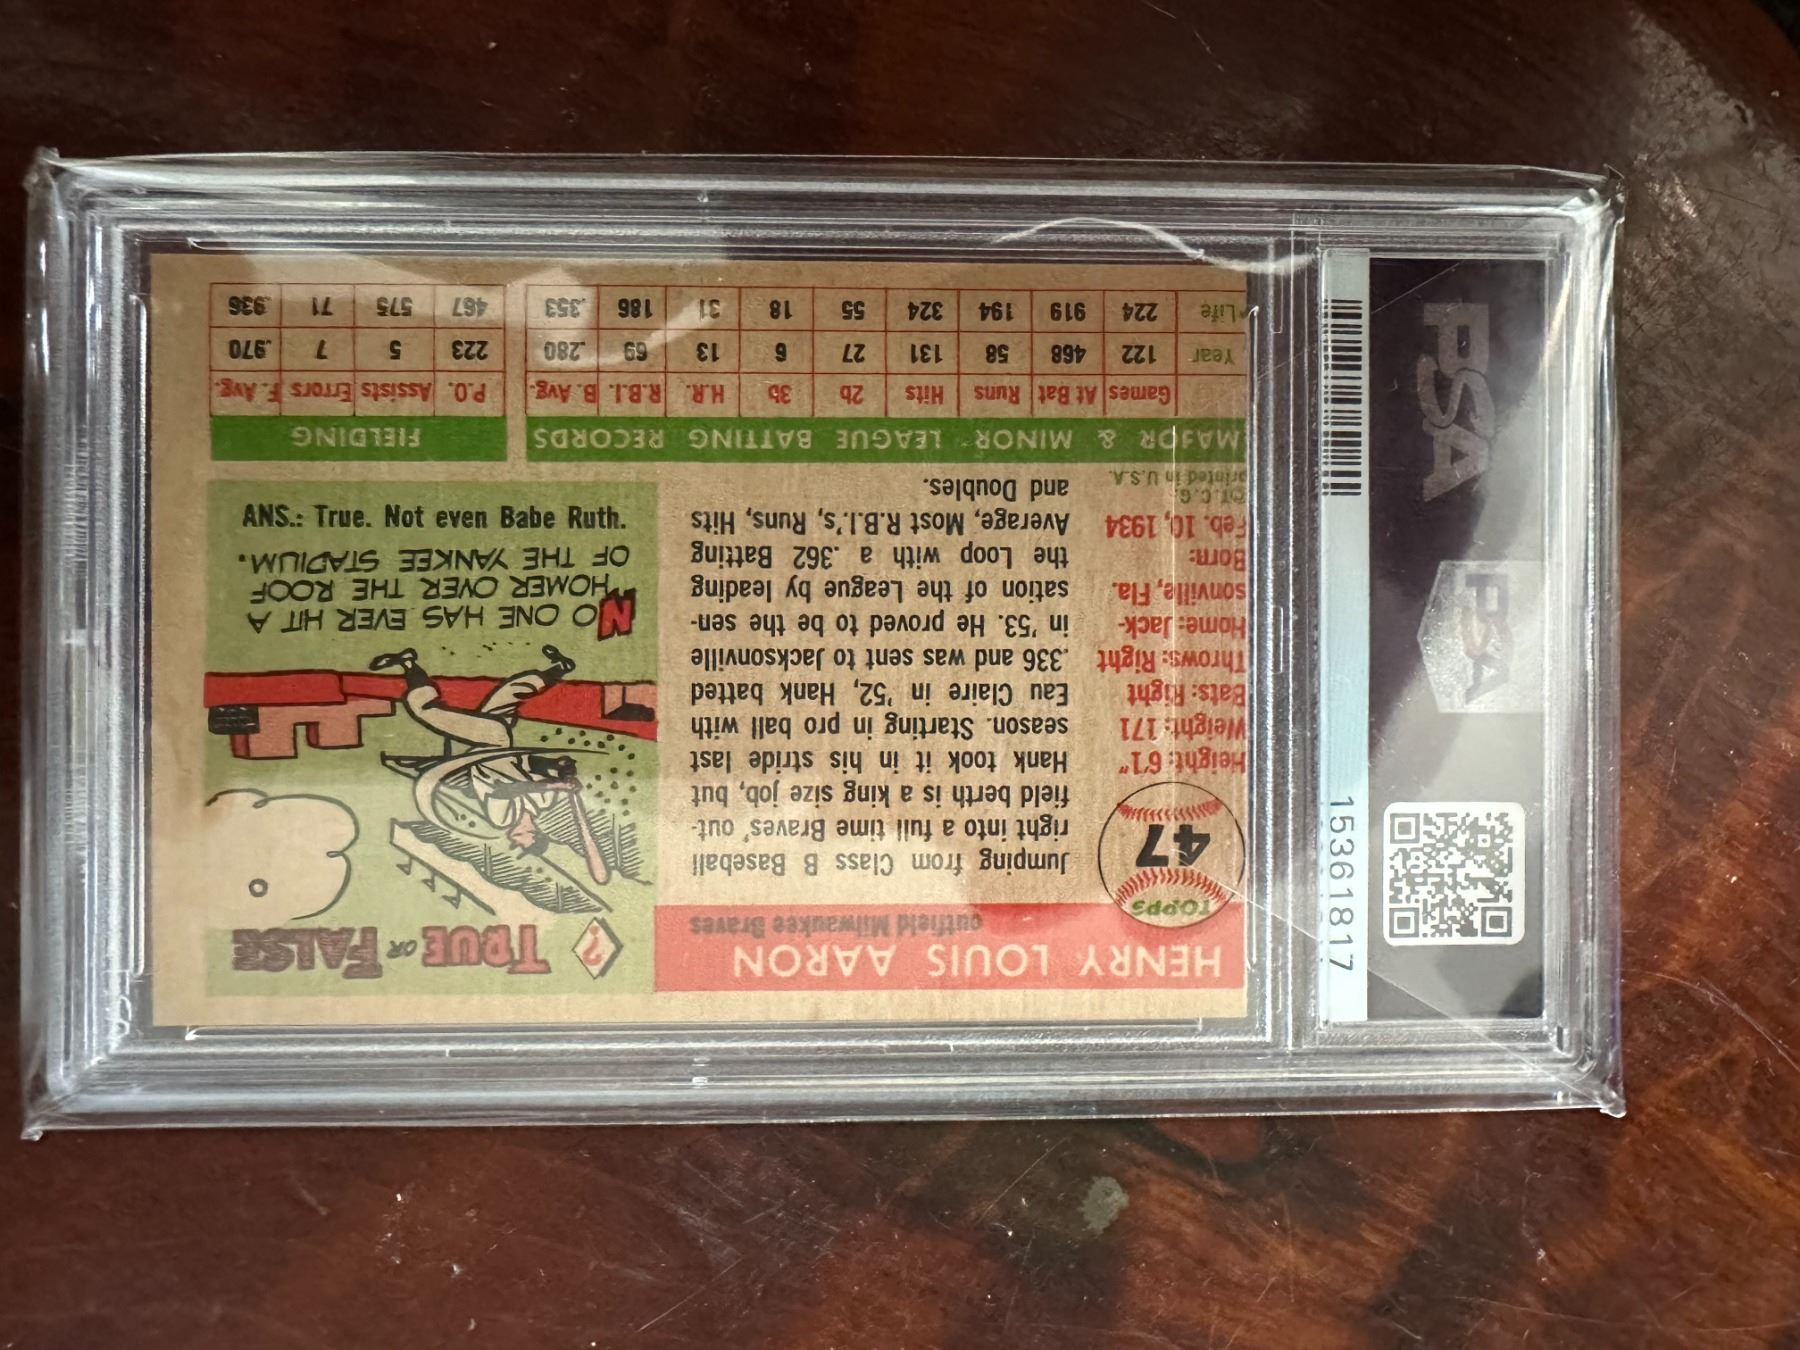 HENRY LOUIS AARON
outfield Milwaukee Braves
TOPPS
47
Height: 6'1"
Weight: 171
Bats: Right
Throws: Right
Home: Jack-
sonville, Fla.
Born:
Feb. 10, 1934
©T.C.G.
printed in U.S.A.
Jumping from Class B Baseball
right into a full time Braves' out-
field berth is a king size job, but
Hank took it in his stride last
season. Starting in pro ball with
Eau Claire in '52, Hank batted
.336 and was sent to Jacksonville
in '53. He proved to be the sen-
sation of the League by leading
the Loop with a .362 Batting
Average, Most R.B.I.'s, Runs, Hits
and Doubles.
? TRUE OR FALSE
NO ONE HAS EVER HIT A
HOMER OVER THE ROOF
OF THE YANKEE STADIUM.
ANS.: True. Not even Babe Ruth.
MAJOR & MINOR LEAGUE BATTING RECORDS
Games At Bat Runs Hits 2b 3b H.R. R.B.I. B. Avg.
Year 122 468 58 131 27 6 13 69 .280
Life 224 919 194 324 55 18 31 186 .353
FIELDING
P.O. Assists Errors F. Avg.
223 5 7 .970
467 575 71 .936
PSA
PSA
15361817